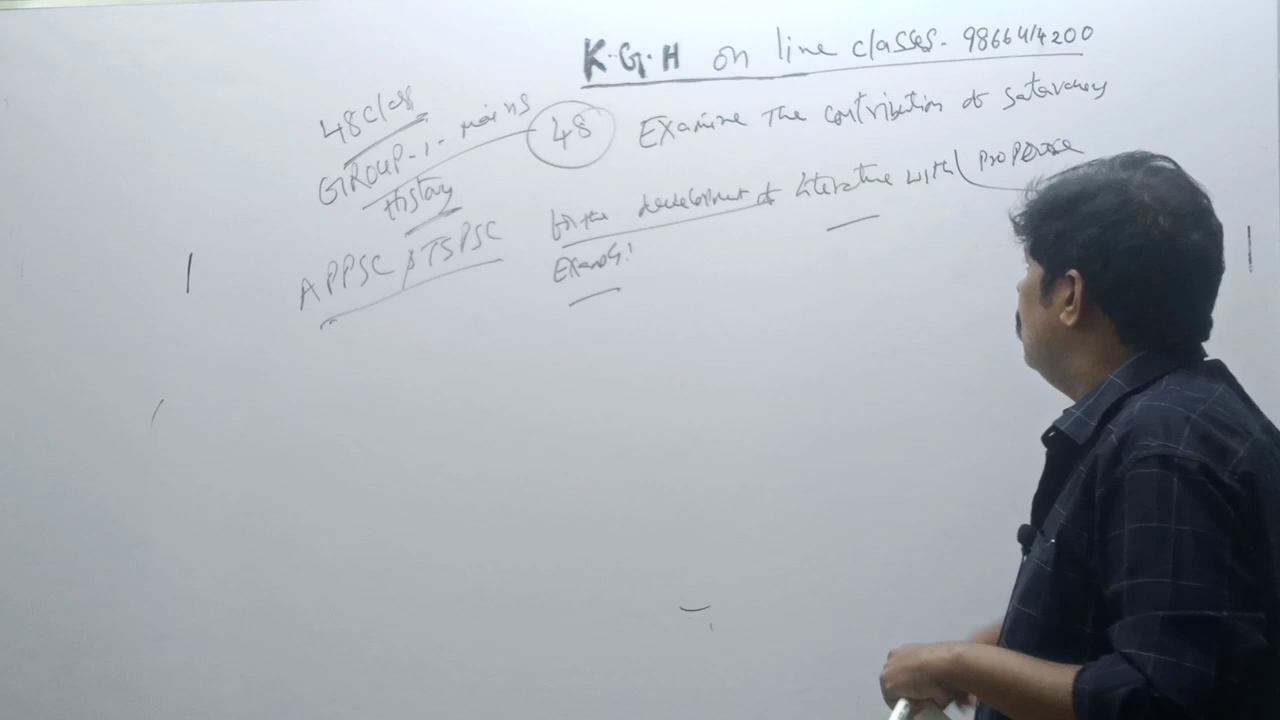 K.G.H on line classes. 9866414200
48 class
GROUP-1- mains
History
APPSC / TSPSC
48 Examine The contribution of Satavahanas
for the development of literature with proper
Examples!